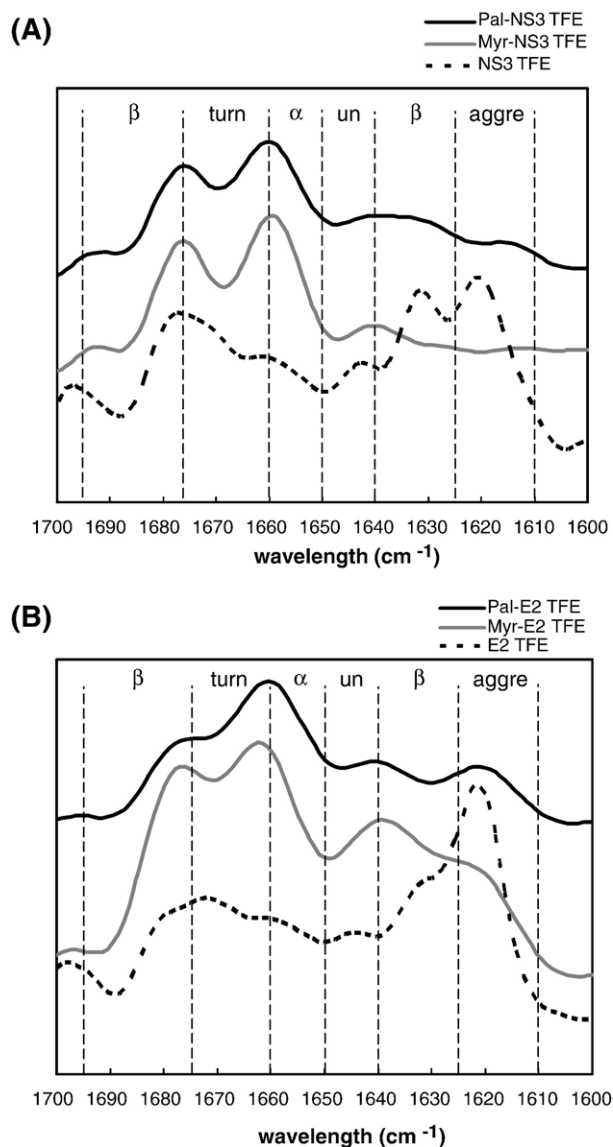 (A)
Pal-NS3 TFE
Myr-NS3 TFE
NS3 TFE
β turn α un β aggre
1700 1690 1680 1670 1660 1650 1640 1630 1620 1610 1600
wavelength (cm -1)
(B)
Pal-E2 TFE
Myr-E2 TFE
E2 TFE
β turn α un β aggre
1700 1690 1680 1670 1660 1650 1640 1630 1620 1610 1600
wavelength (cm -1)